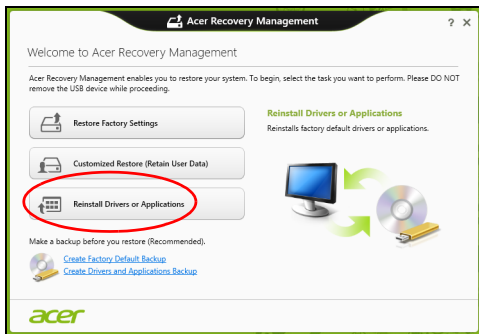 Acer Recovery Management
? X
Welcome to Acer Recovery Management
Acer Recovery Management enables you to restore your system. To begin, select the task you want to perform. Please DO NOT
remove the USB device while proceeding.
Restore Factory Settings
Customized Restore (Retain User Data)
Reinstall Drivers or Applications
Reinstall Drivers or Applications
Reinstalls factory default drivers or applications.
Make a backup before you restore (Recommended).
Create Factory Default Backup
Create Drivers and Applications Backup
acer